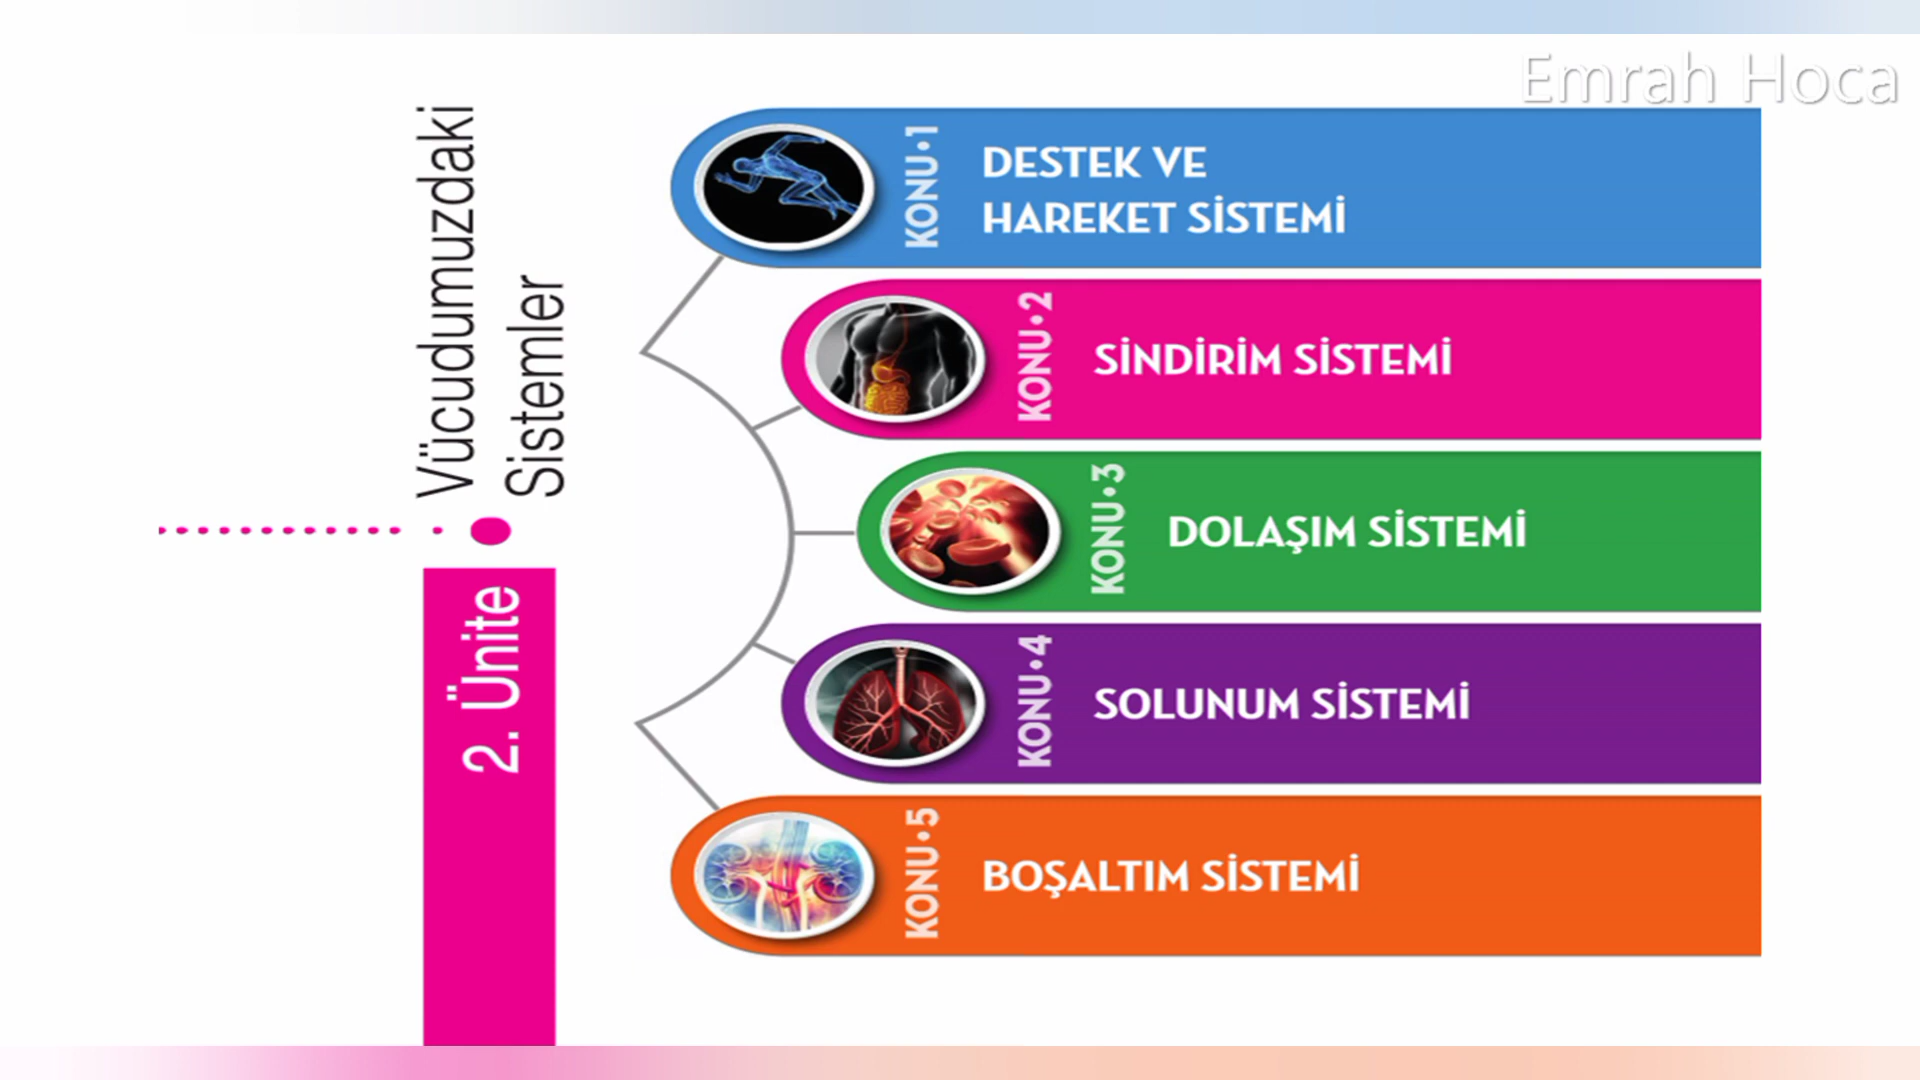 Emrah Hoca
2. Ünite
Vücudumuzdaki
Sistemler
KONU•1
DESTEK VE
HAREKET SİSTEMİ
KONU•2
SİNDİRİM SİSTEMİ
KONU•3
DOLAŞIM SİSTEMİ
KONU•4
SOLUNUM SİSTEMİ
KONU•5
BOŞALTIM SİSTEMİ